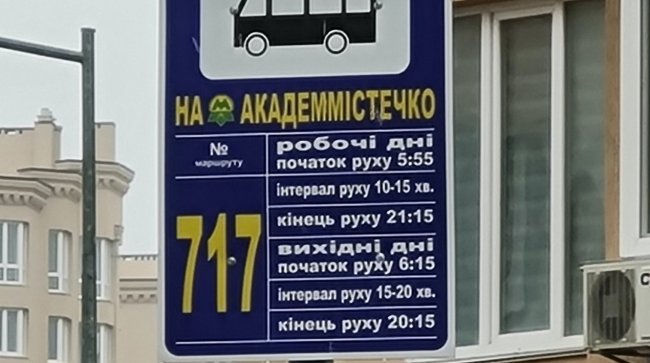 НА М АКАДЕММІСТЕЧКО
№
маршруту
717
робочі дні
початок руху 5:55
інтервал руху 10-15 хв.
кінець руху 21:15
вихідні дні
початок руху 6:15
інтервал руху 15-20 хв.
кінець руху 20:15